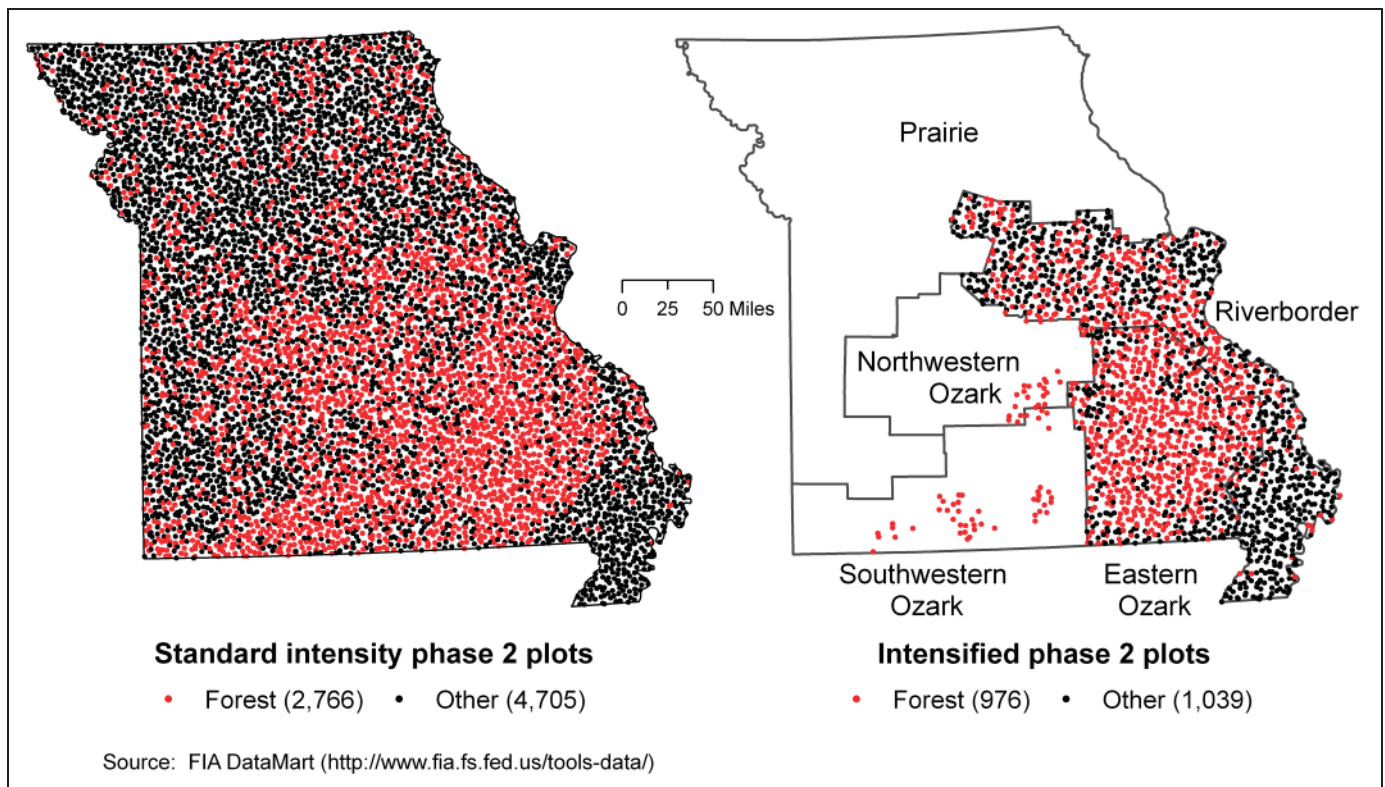 Prairie
0 25 50 Miles
Riverborder
Northwestern
Ozark
Southwestern
Ozark
Eastern
Ozark
Standard intensity phase 2 plots
Forest (2,766) Other (4,705)
Intensified phase 2 plots
Forest (976) Other (1,039)
Source: FIA DataMart (http://www.fia.fs.fed.us/tools-data/)